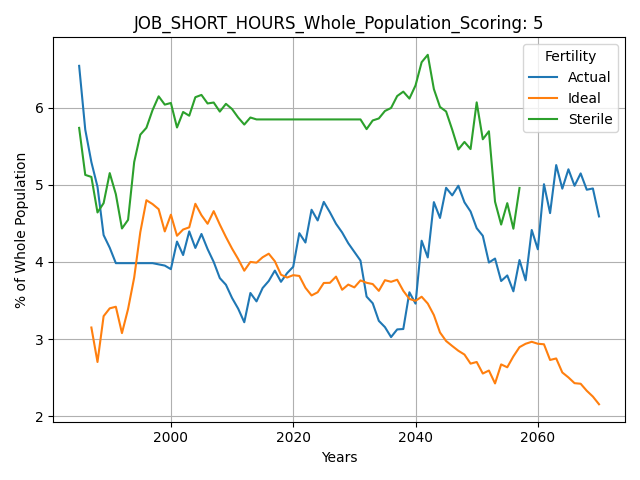 JOB_SHORT_HOURS_Whole_Population_Scoring: 5
Fertility
Actual
Ideal
Sterile
% of Whole Population
6
5
4
3
2
2000
2020
2040
2060
Years